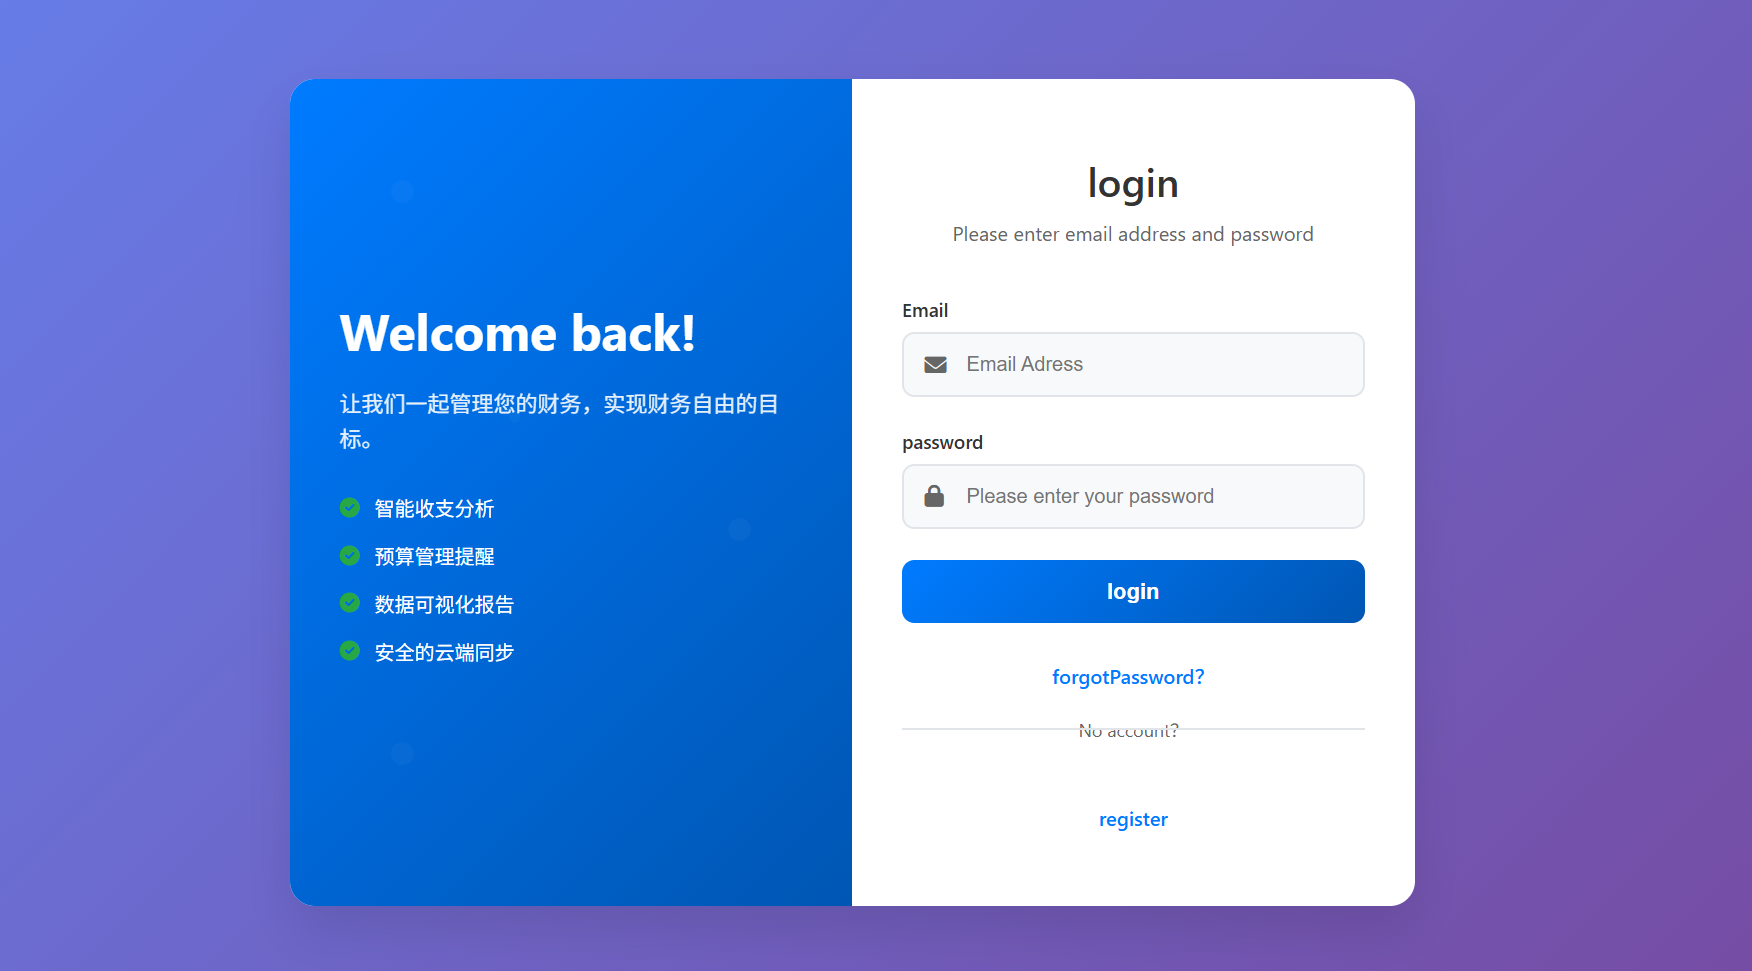 Welcome back!
让我们一起管理您的财务，实现财务自由的目
标。
智能收支分析
预算管理提醒
数据可视化报告
安全的云端同步
login
Please enter email address and password
Email
Email Adress
password
Please enter your password
login
forgotPassword?
No account?
register